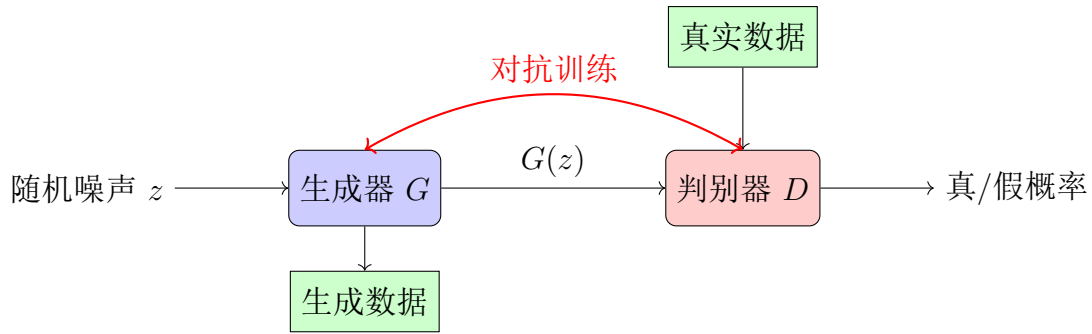 真实数据
对抗训练
G(z)
随机噪声 z
生成器 G
判别器 D
真/假概率
生成数据